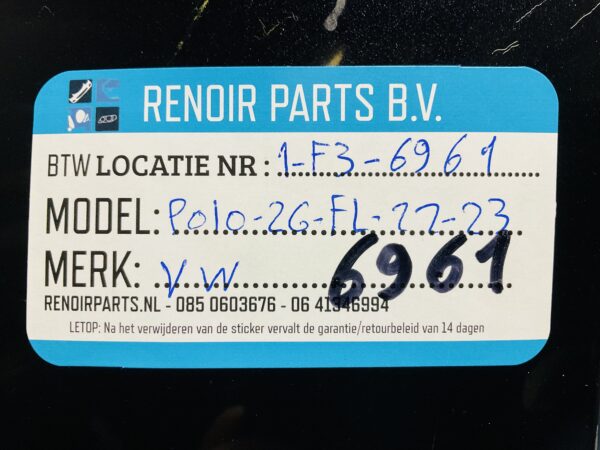 RENOIR PARTS B.V.
BTW LOCATIE NR : 1-F3-6961
MODEL: Polo-2G-FL-22-23
MERK: VW 6961
RENOIRPARTS.NL - 085 0603676 - 06 41346994
LETOP: Na het verwijderen van de sticker vervalt de garantie/retourbeleid van 14 dagen